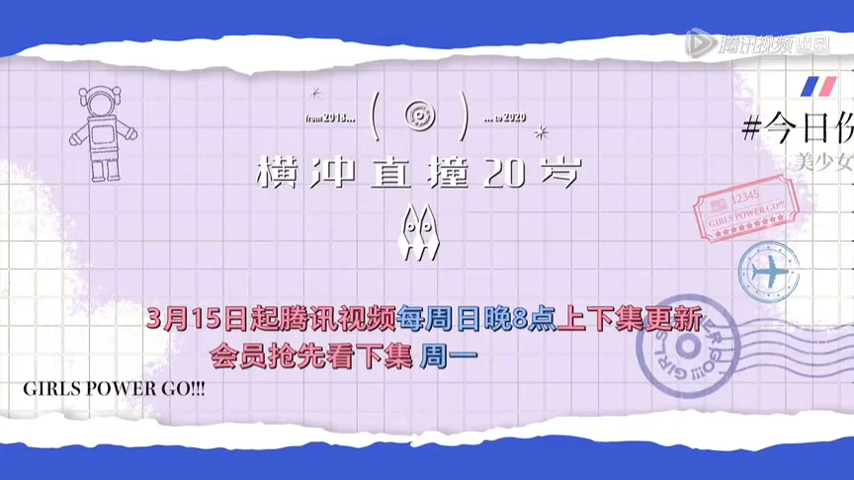 腾讯视频 出品
from 2018... ... to 2020
#今日份
美少女
横冲直撞20岁
12345
GIRLS POWER GO!!!
3月15日起腾讯视频每周日晚8点上下集更新
会员抢先看下集 周一
GIRLS POWER GO!!!